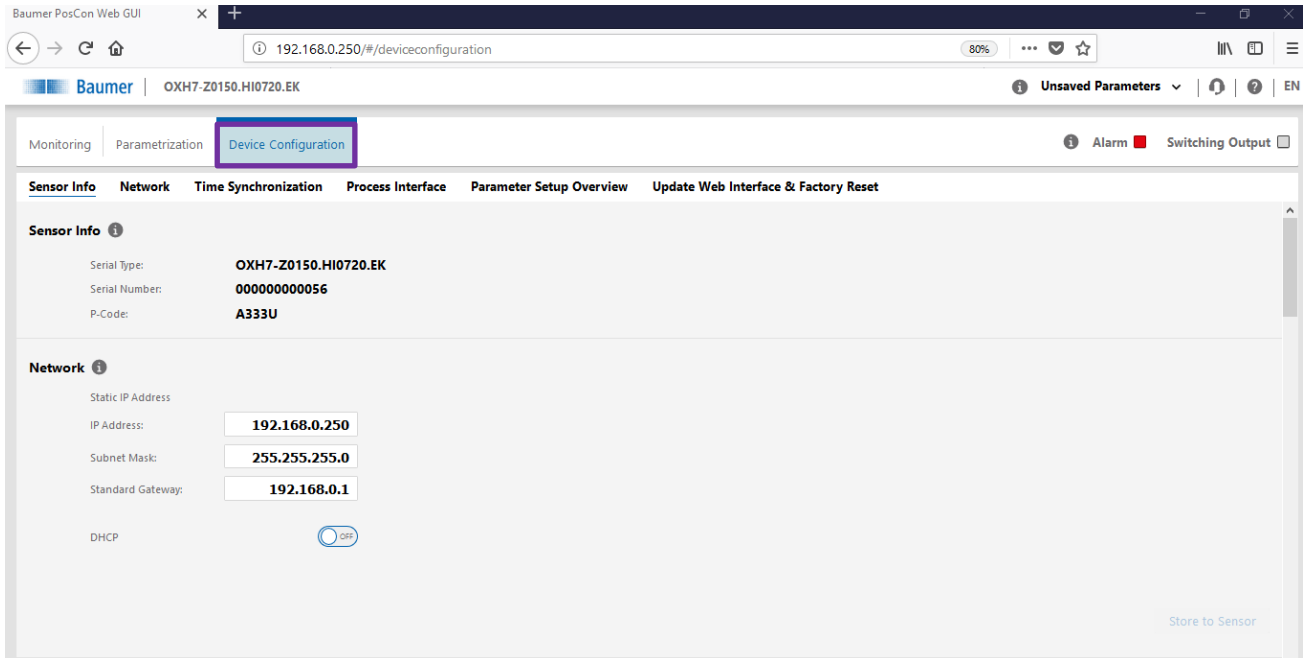 Baumer PosCon Web GUI
192.168.0.250/#/deviceconfiguration 80%
Baumer OXH7-Z0150.HI0720.EK Unsaved Parameters EN
Monitoring Parametrization Device Configuration Alarm Switching Output
Sensor Info Network Time Synchronization Process Interface Parameter Setup Overview Update Web Interface & Factory Reset
Sensor Info
Serial Type: OXH7-Z0150.HI0720.EK
Serial Number: 000000000056
P-Code: A333U
Network
Static IP Address
IP Address: 192.168.0.250
Subnet Mask: 255.255.255.0
Standard Gateway: 192.168.0.1
DHCP OFF
Store to Sensor